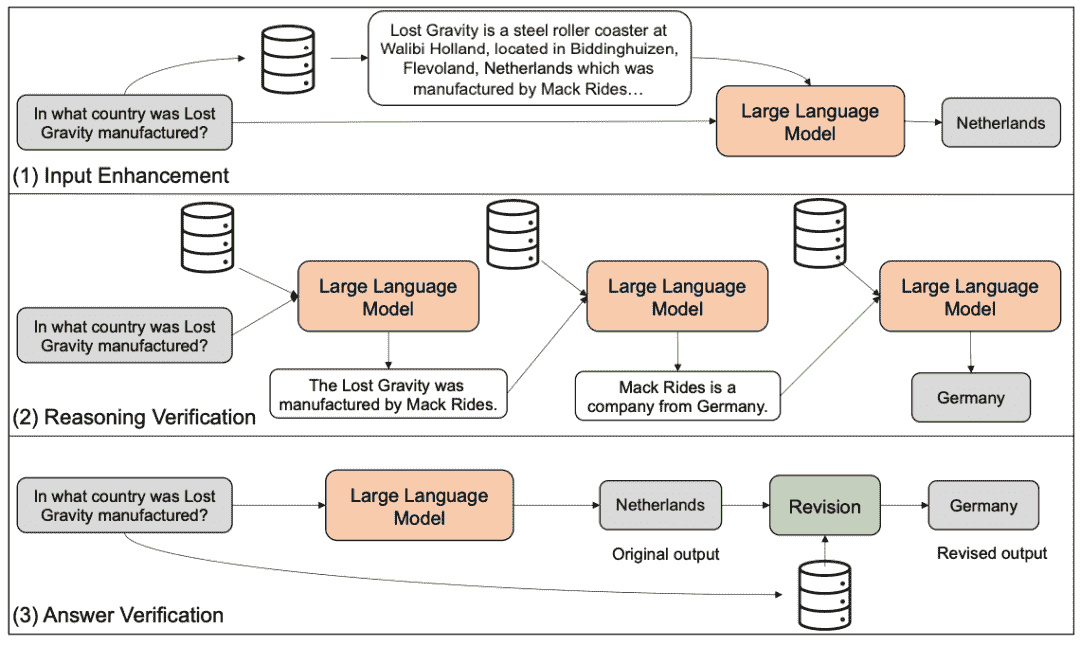 Lost Gravity is a steel roller coaster at
Walibi Holland, located in Biddinghuizen,
Flevoland, Netherlands which was
manufactured by Mack Rides…
In what country was Lost
Gravity manufactured?
Large Language
Model
Netherlands
(1) Input Enhancement
In what country was Lost
Gravity manufactured?
Large Language
Model
The Lost Gravity was
manufactured by Mack Rides.
Large Language
Model
Mack Rides is a
company from Germany.
Large Language
Model
Germany
(2) Reasoning Verification
In what country was Lost
Gravity manufactured?
Large Language
Model
Netherlands
Original output
Revision
Germany
Revised output
(3) Answer Verification